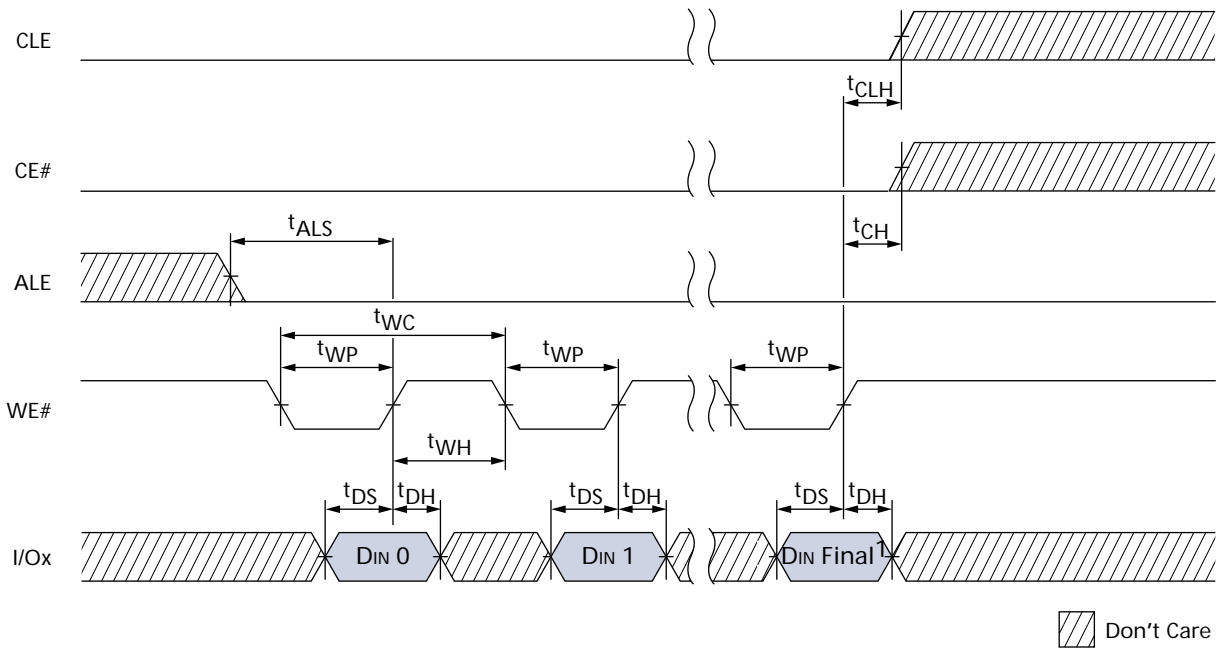 CLE
tCLH
CE#
tCH
tALS
ALE
tWC
tWP tWP tWP
WE#
tWH
tDS tDH tDS tDH tDS tDH
I/Ox DIN 0 DIN 1 DIN Final1
Don't Care